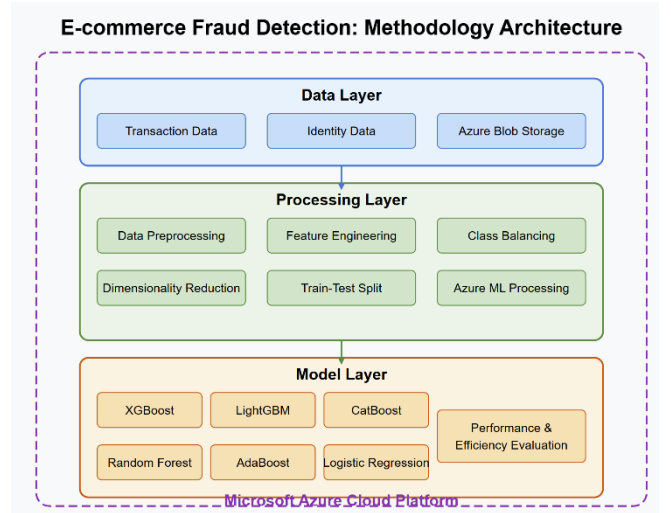 E-commerce Fraud Detection: Methodology Architecture
Data Layer
Transaction Data
Identity Data
Azure Blob Storage
Processing Layer
Data Preprocessing
Feature Engineering
Class Balancing
Dimensionality Reduction
Train-Test Split
Azure ML Processing
Model Layer
XGBoost
LightGBM
CatBoost
Performance &
Efficiency Evaluation
Random Forest
AdaBoost
Logistic Regression
Microsoft Azure Cloud Platform